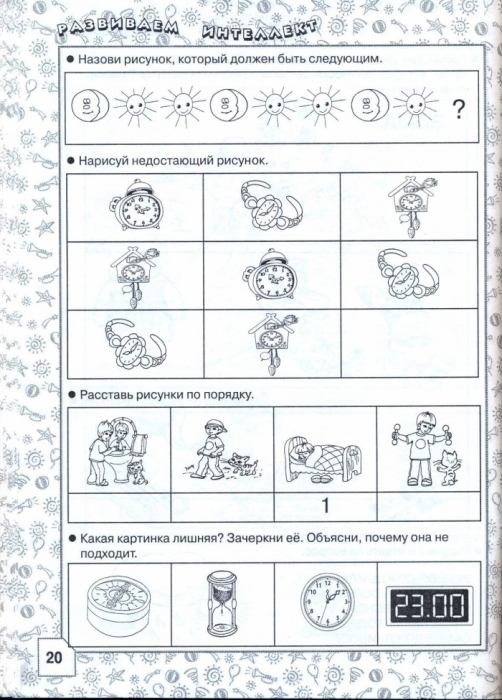 РАЗВИВАЕМ ИНТЕЛЛЕКТ
● Назови рисунок, который должен быть следующим.
?
● Нарисуй недостающий рисунок.
● Расставь рисунки по порядку.
1
● Какая картинка лишняя? Зачеркни её. Объясни, почему она не
подходит.
23:00
20